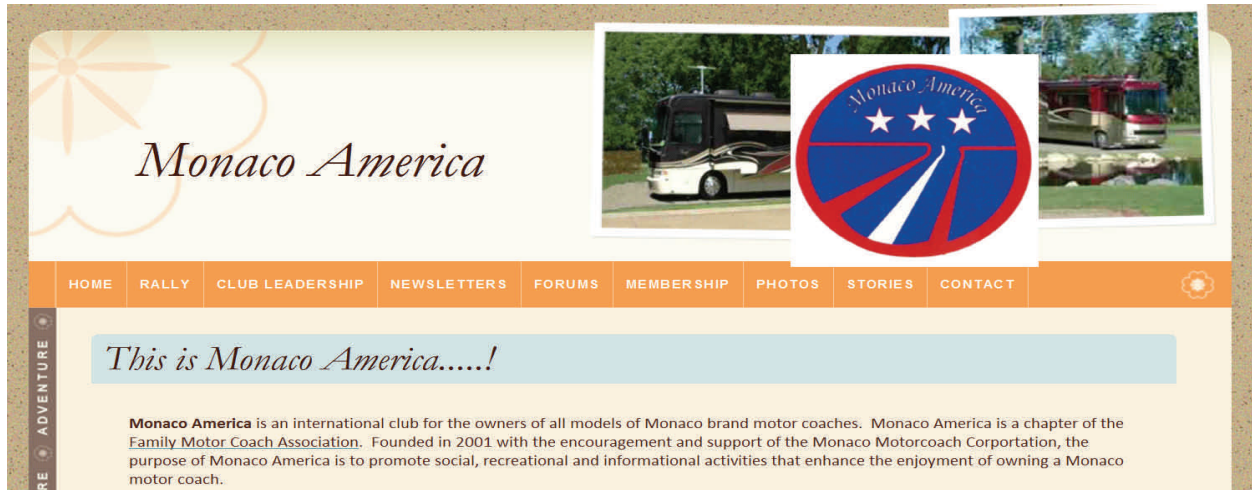 Monaco America
Monaco America
HOME RALLY CLUB LEADERSHIP NEWSLETTERS FORUMS MEMBERSHIP PHOTOS STORIES CONTACT
ADVENTURE
This is Monaco America.....!
Monaco America is an international club for the owners of all models of Monaco brand motor coaches. Monaco America is a chapter of the
Family Motor Coach Association. Founded in 2001 with the encouragement and support of the Monaco Motorcoach Corportation, the
purpose of Monaco America is to promote social, recreational and informational activities that enhance the enjoyment of owning a Monaco
motor coach.